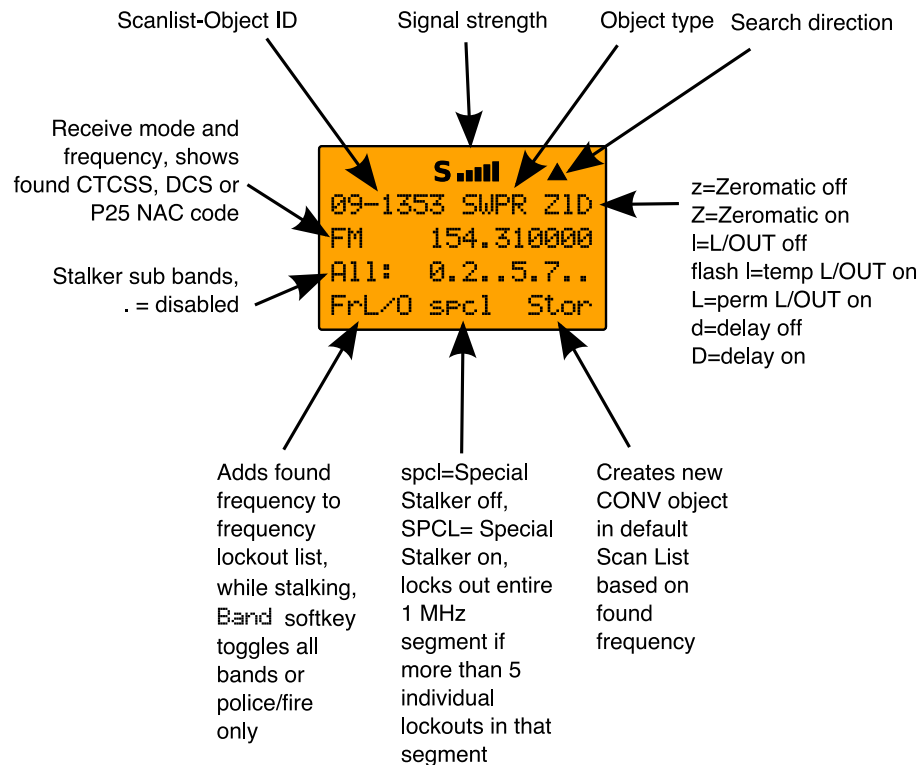 Scanlist-Object ID
Signal strength
Object type
Search direction
Receive mode and
frequency, shows
found CTCSS, DCS or
P25 NAC code
Stalker sub bands,
. = disabled
S
09-1353 SWPR ZlD
FM 154.310000
All: 0.2..5.7..
FrL/O spcl Stor
z=Zeromatic off
Z=Zeromatic on
l=L/OUT off
flash l=temp L/OUT on
L=perm L/OUT on
d=delay off
D=delay on
Adds found
frequency to
frequency
lockout list,
while stalking,
Band softkey
toggles all
bands or
police/fire
only
spcl=Special
Stalker off,
SPCL= Special
Stalker on,
locks out entire
1 MHz
segment if
more than 5
individual
lockouts in that
segment
Creates new
CONV object
in default
Scan List
based on
found
frequency